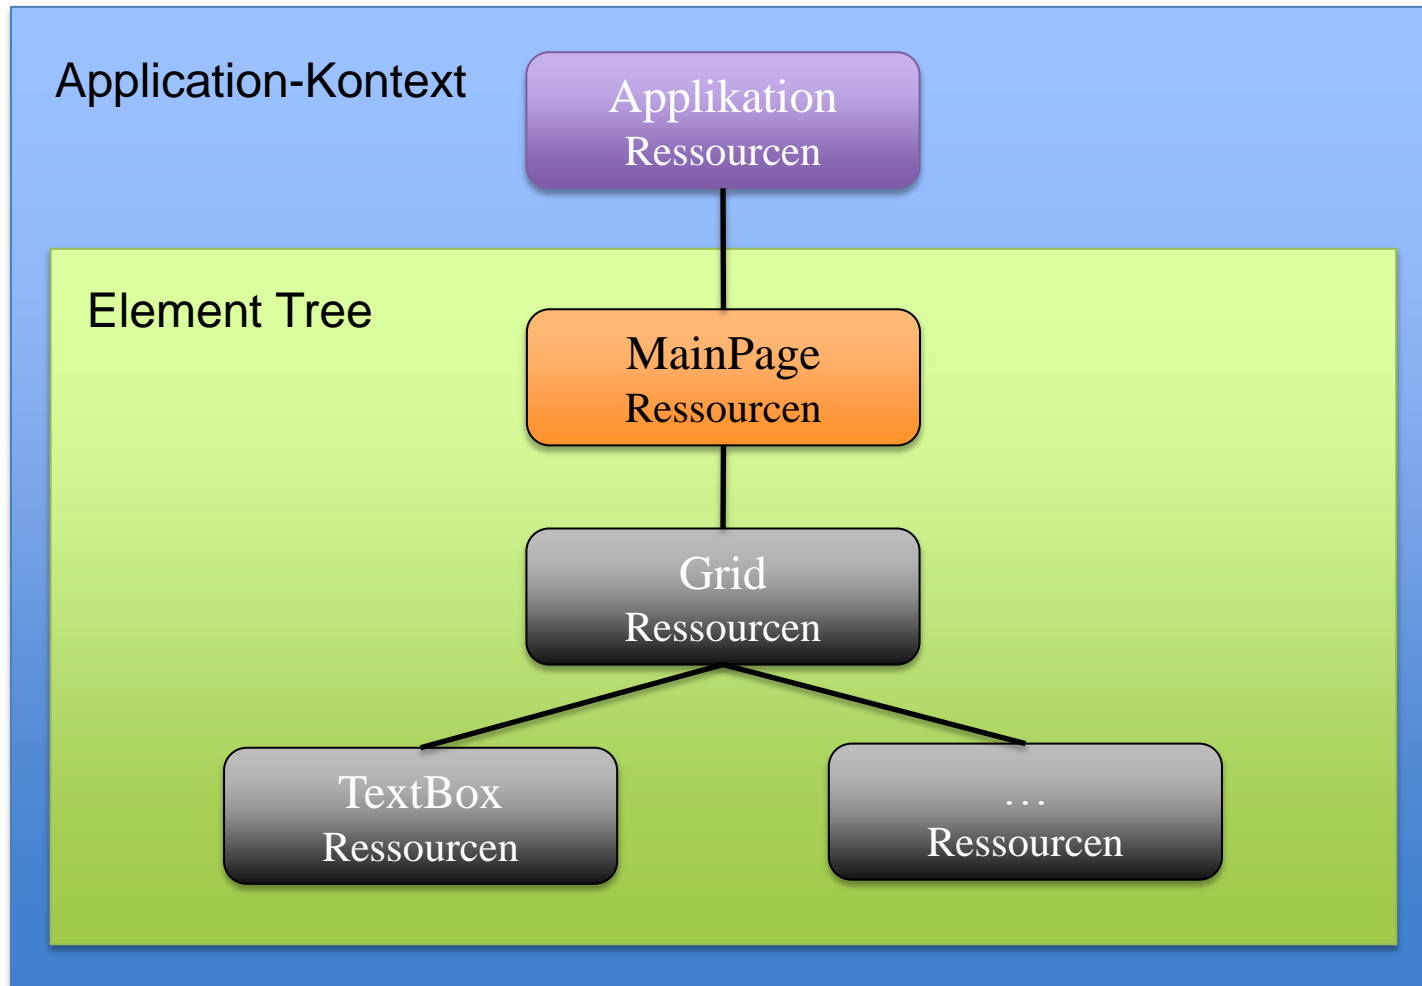 Application-Kontext
Applikation
Ressourcen
Element Tree
MainPage
Ressourcen
Grid
Ressourcen
TextBox
Ressourcen
…
Ressourcen